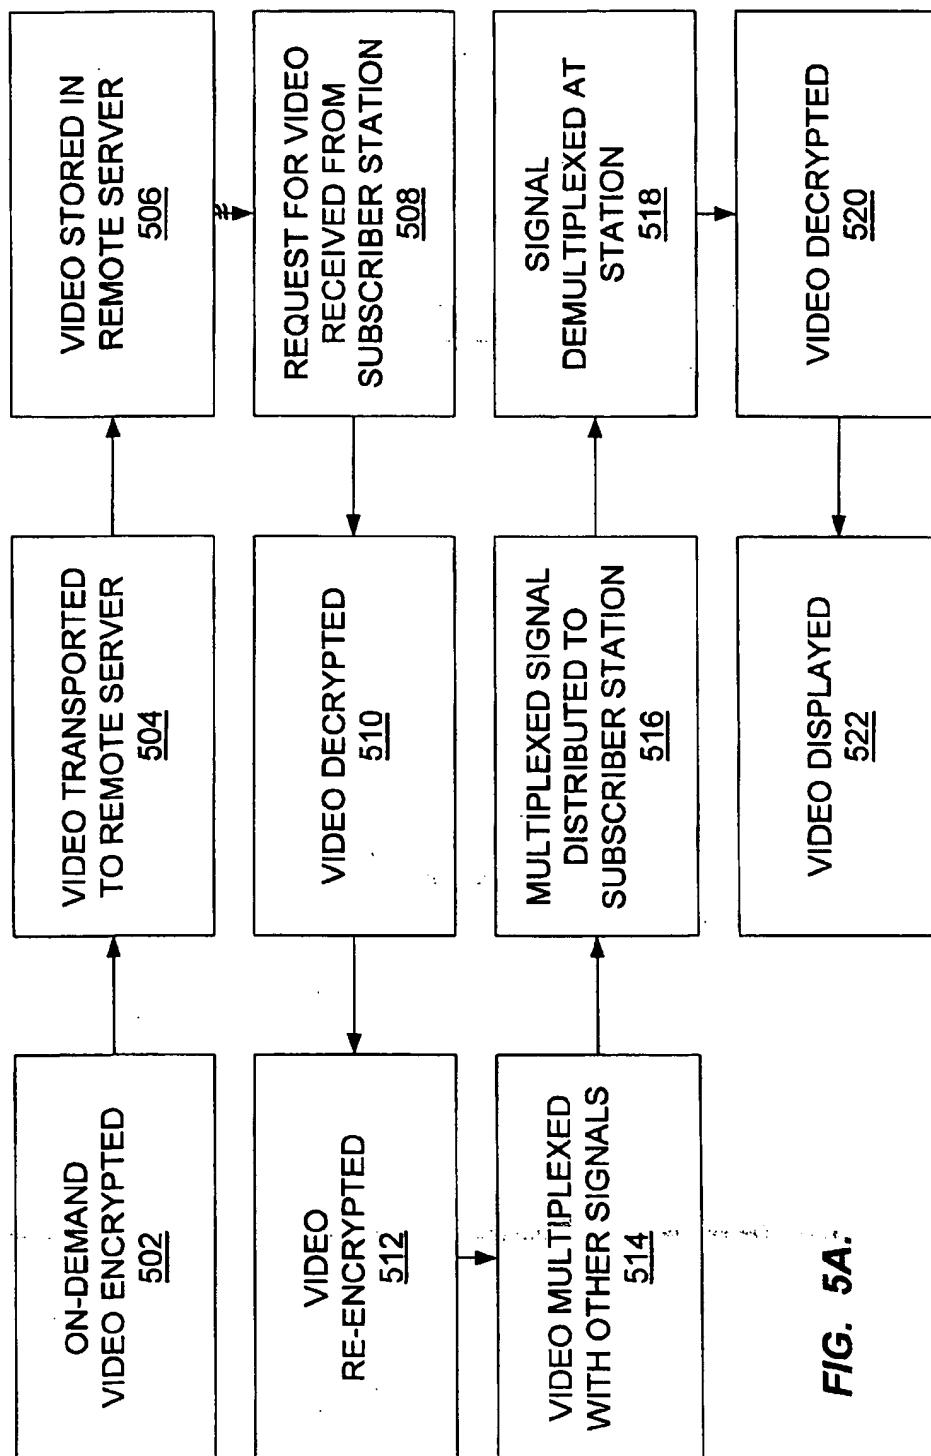 ON-DEMAND
VIDEO ENCRYPTED
502
VIDEO TRANSPORTED
TO REMOTE SERVER
504
VIDEO STORED IN
REMOTE SERVER
506
REQUEST FOR VIDEO
RECEIVED FROM
SUBSCRIBER STATION
508
VIDEO DECRYPTED
510
VIDEO
RE-ENCRYPTED
512
VIDEO MULTIPLEXED
WITH OTHER SIGNALS
514
MULTIPLEXED SIGNAL
DISTRIBUTED TO
SUBSCRIBER STATION
516
SIGNAL
DEMULTIPLEXED AT
STATION
518
VIDEO DECRYPTED
520
VIDEO DISPLAYED
522
FIG. 5A.